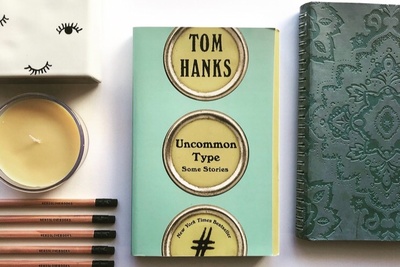 TOM
HANKS
Uncommon
Type
Some Stories
New York Times Bestseller
#